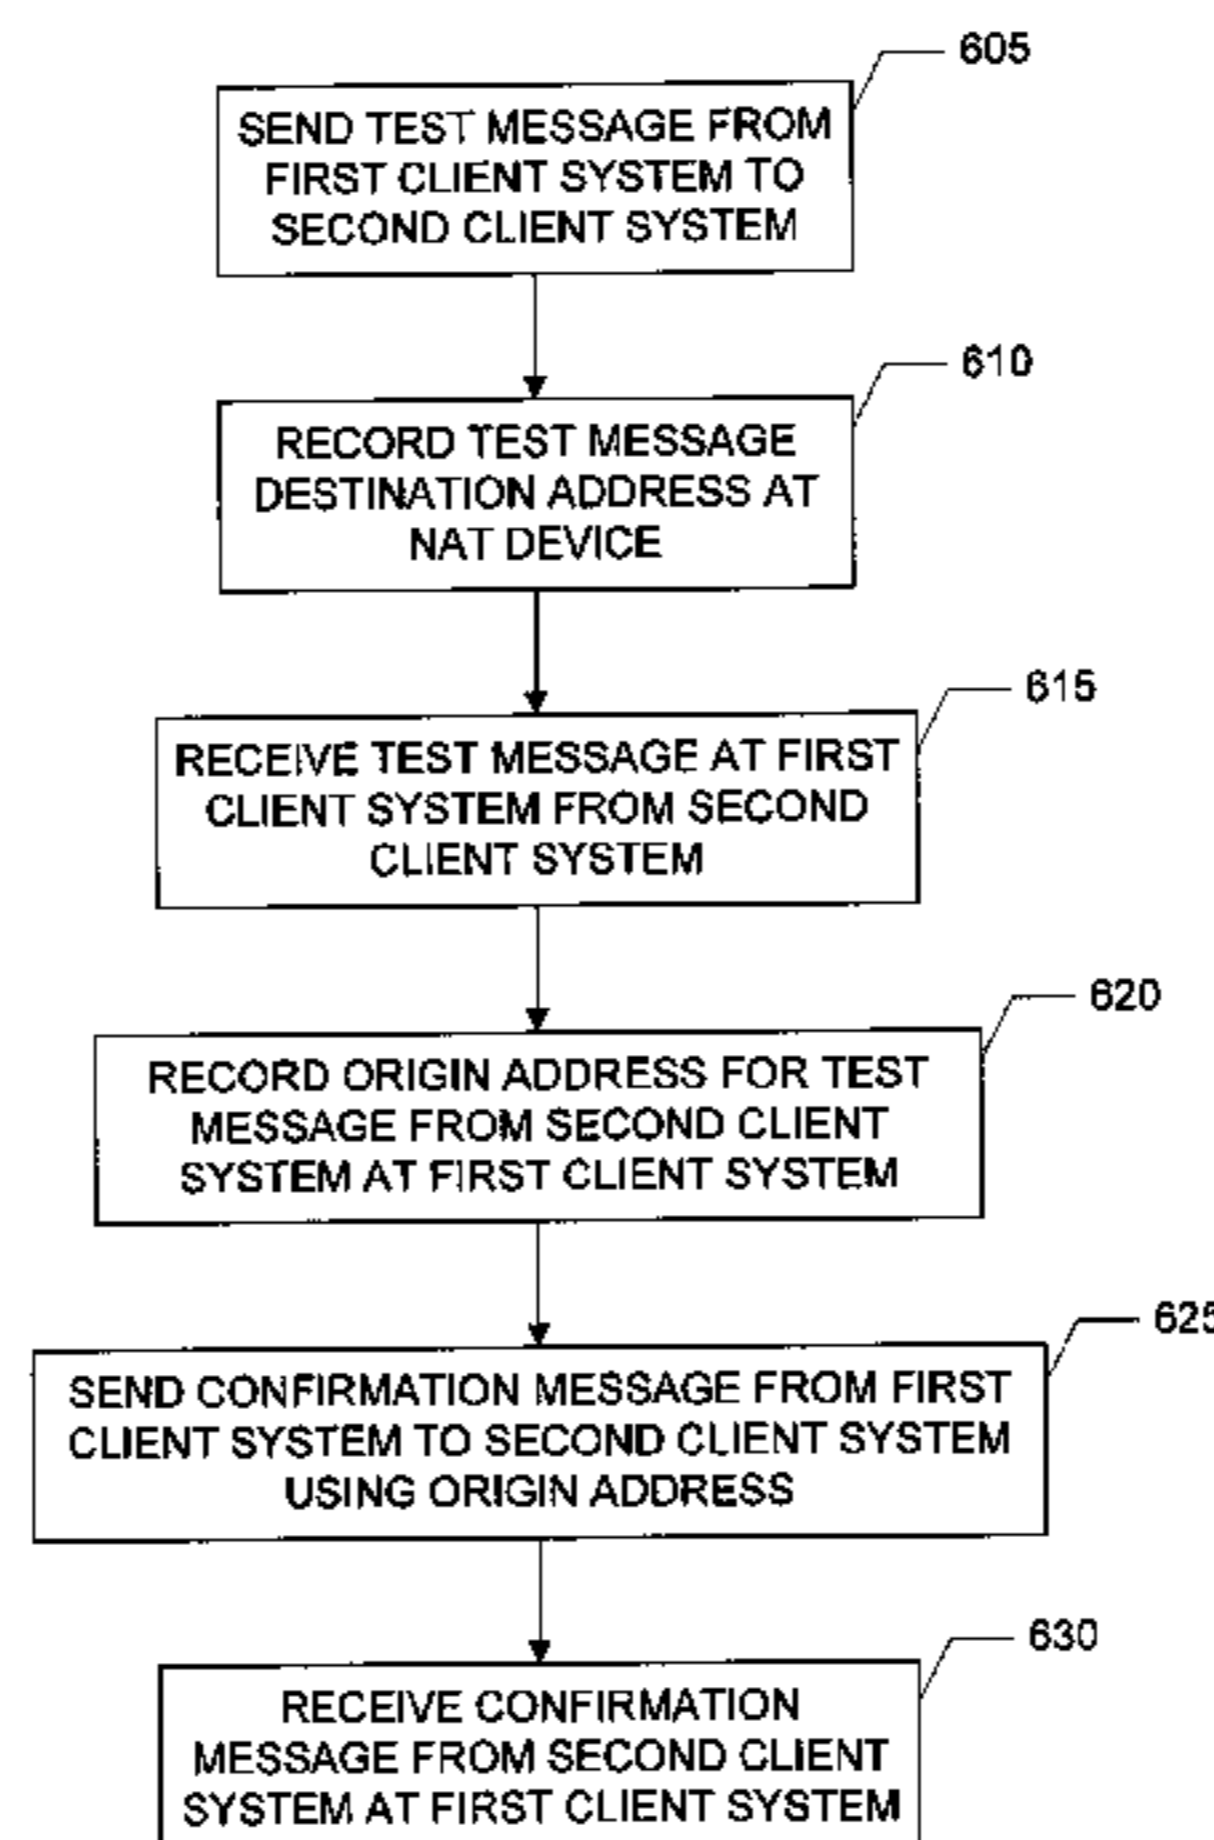 605
SEND TEST MESSAGE FROM
FIRST CLIENT SYSTEM TO
SECOND CLIENT SYSTEM
610
RECORD TEST MESSAGE
DESTINATION ADDRESS AT
NAT DEVICE
615
RECEIVE TEST MESSAGE AT FIRST
CLIENT SYSTEM FROM SECOND
CLIENT SYSTEM
620
RECORD ORIGIN ADDRESS FOR TEST
MESSAGE FROM SECOND CLIENT
SYSTEM AT FIRST CLIENT SYSTEM
625
SEND CONFIRMATION MESSAGE FROM FIRST
CLIENT SYSTEM TO SECOND CLIENT SYSTEM
USING ORIGIN ADDRESS
630
RECEIVE CONFIRMATION
MESSAGE FROM SECOND CLIENT
SYSTEM AT FIRST CLIENT SYSTEM